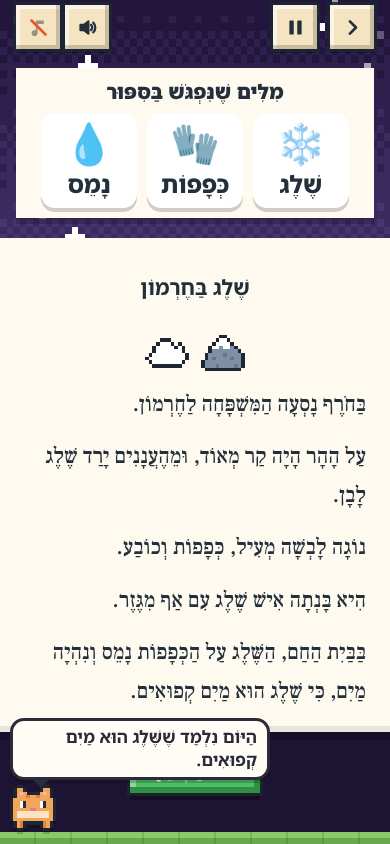 מִלִּים שֶׁנִּפְגֹּשׁ בַּסִּפּוּר
שֶׁלֶג
כְּפָפוֹת
נָמֵס
שֶׁלֶג בַּחֶרְמוֹן
בַּחֹרֶף נָסְעָה הַמִּשְׁפָּחָה לַחֶרְמוֹן.
עַל הָהָר הָיָה קַר מְאוֹד, וּמֵהָעֲנָנִים יָרַד שֶׁלֶג
לָבָן.
נוֹגָה לָבְשָׁה מְעִיל, כְּפָפוֹת וְכוֹבַע.
הִיא בָּנְתָה אִישׁ שֶׁלֶג עִם אַף מִגֶּזֶר.
בַּבַּיִת הַחַם, הַשֶּׁלֶג עַל הַכְּפָפוֹת נָמֵס וְנִהְיָה
מַיִם, כִּי שֶׁלֶג הוּא מַיִם קְפוּאִים.
הַיּוֹם נִלְמַד שֶׁשֶּׁלֶג הוּא מַיִם
קְפוּאִים.